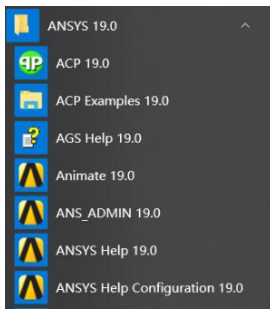 ANSYS 19.0
ACP 19.0
ACP Examples 19.0
AGS Help 19.0
Animate 19.0
ANS_ADMIN 19.0
ANSYS Help 19.0
ANSYS Help Configuration 19.0